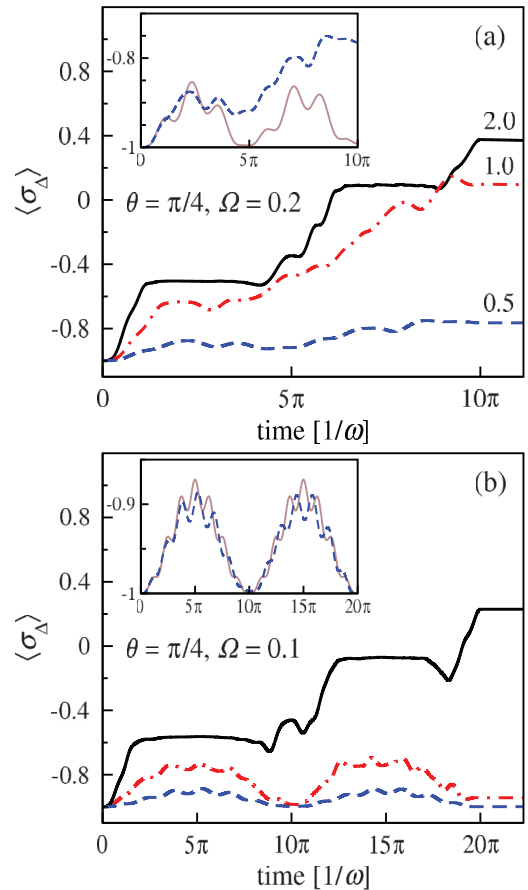 (a)
0.8
0.4
0
-0.4
-0.8
⟨σ_Δ⟩
-0.8
-1
0 5π 10π
2.0
1.0
0.5
θ = π/4, Ω = 0.2
0 5π 10π
time [1/ω]
(b)
0.8
0.4
0
-0.4
-0.8
⟨σ_Δ⟩
-0.9
-1
0 5π 10π 15π 20π
θ = π/4, Ω = 0.1
0 5π 10π 15π 20π
time [1/ω]